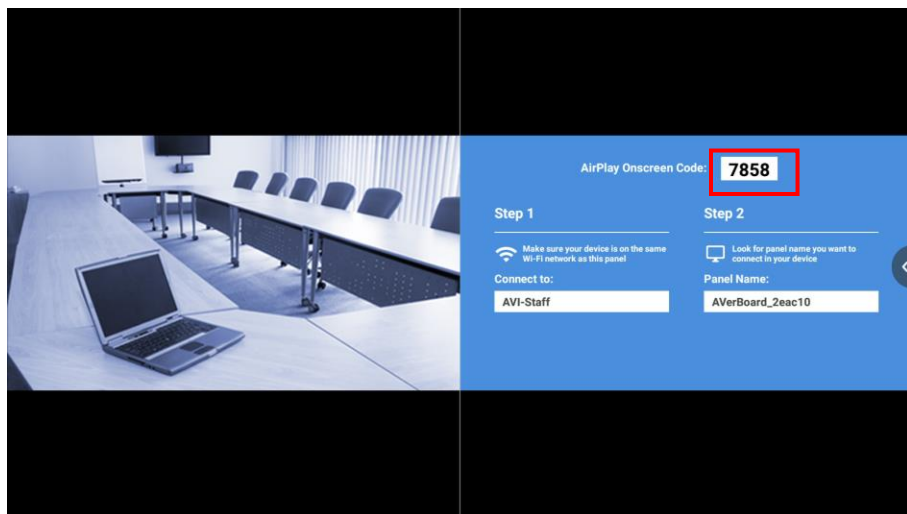 AirPlay Onscreen Code: 7858
Step 1
Make sure your device is on the same
Wi-Fi network as this panel
Connect to:
AVI-Staff
Step 2
Look for panel name you want to
connect in your device
Panel Name:
AVerBoard_2eac10